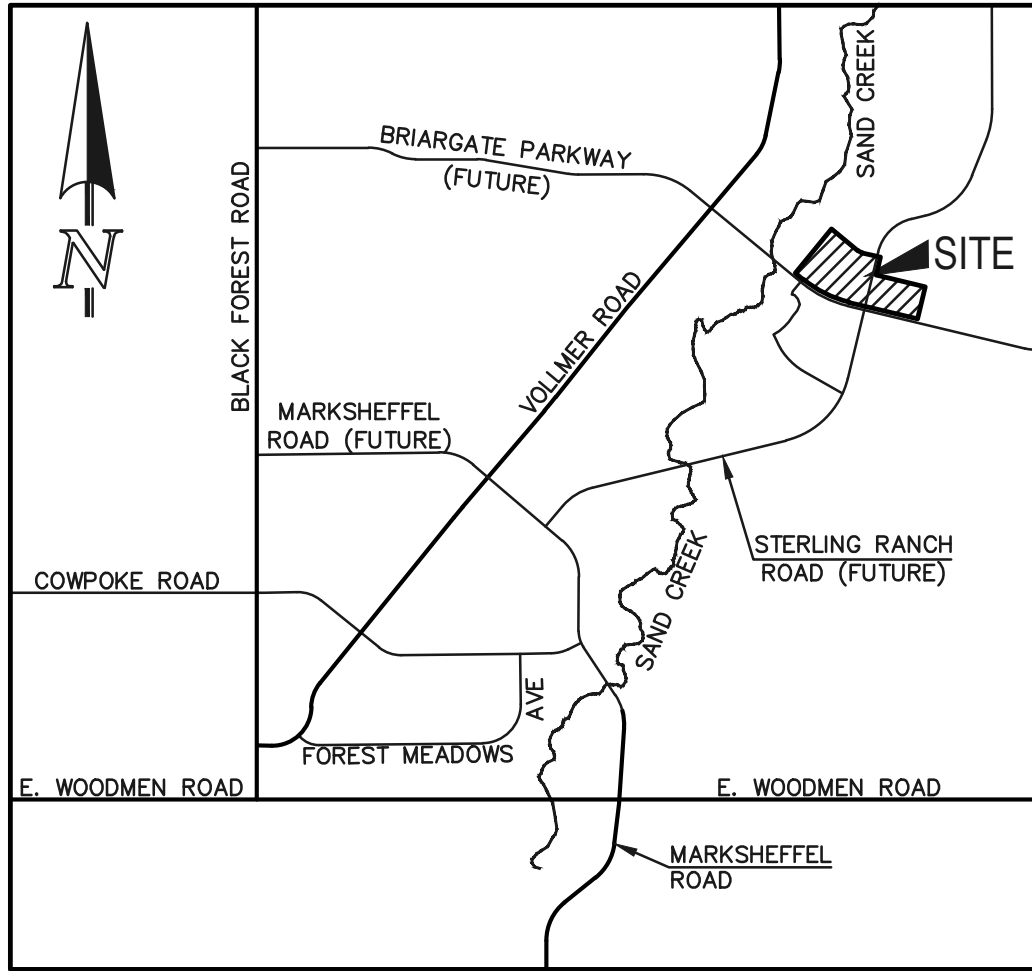 SAND CREEK
BRIARGATE PARKWAY
(FUTURE)
BLACK FOREST ROAD
N
SITE
VOLLMER ROAD
MARKSHEFFEL
ROAD (FUTURE)
STERLING RANCH
ROAD (FUTURE)
COWPOKE ROAD
SAND CREEK
AVE
FOREST MEADOWS
E. WOODMEN ROAD
E. WOODMEN ROAD
MARKSHEFFEL
ROAD